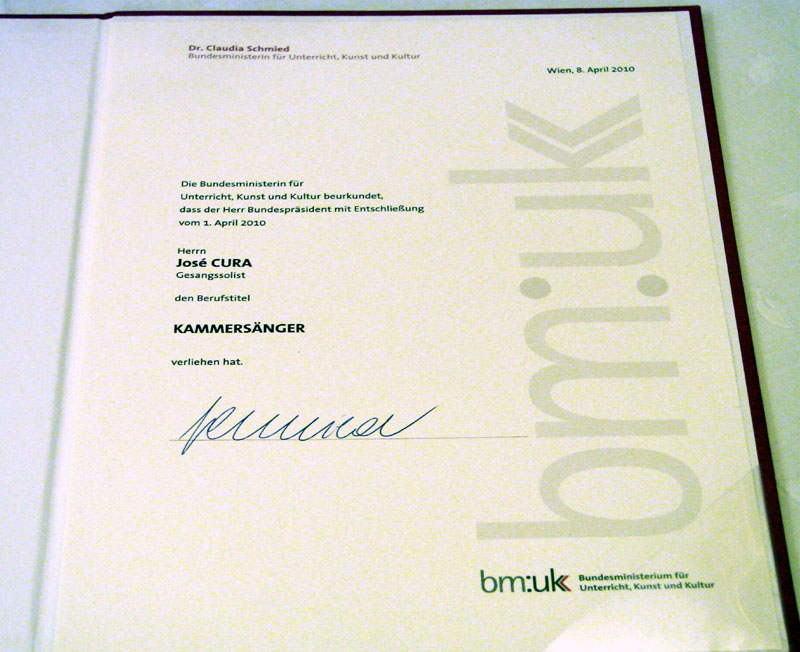 Dr. Claudia Schmied
Bundesministerin für Unterricht, Kunst und Kultur
Wien, 8. April 2010
Die Bundesministerin für
Unterricht, Kunst und Kultur beurkundet,
dass der Herr Bundespräsident mit Entschließung
vom 1. April 2010
Herrn
José CURA
Gesangssolist
den Berufstitel
KAMMERSÄNGER
verliehen hat.
bm:uk
bm:uk
Bundesministerium für
Unterricht, Kunst und Kultur